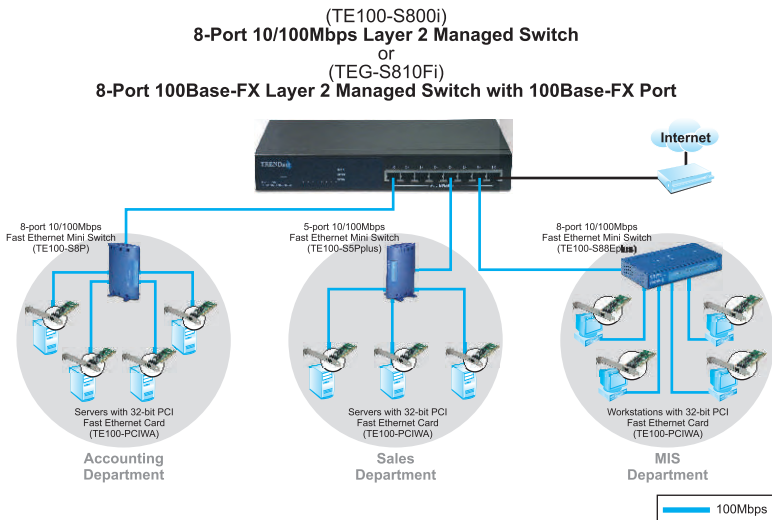 (TE100-S800i)
8-Port 10/100Mbps Layer 2 Managed Switch
or
(TEG-S810Fi)
8-Port 100Base-FX Layer 2 Managed Switch with 100Base-FX Port
TRENDnet
Internet
8-port 10/100Mbps
Fast Ethernet Mini Switch
(TE100-S8P)
5-port 10/100Mbps
Fast Ethernet Mini Switch
(TE100-S5Pplus)
8-port 10/100Mbps
Fast Ethernet Mini Switch
(TE100-S88Eplus)
Servers with 32-bit PCI
Fast Ethernet Card
(TE100-PCIWA)
Accounting
Department
Servers with 32-bit PCI
Fast Ethernet Card
(TE100-PCIWA)
Sales
Department
Workstations with 32-bit PCI
Fast Ethernet Card
(TE100-PCIWA)
MIS
Department
100Mbps